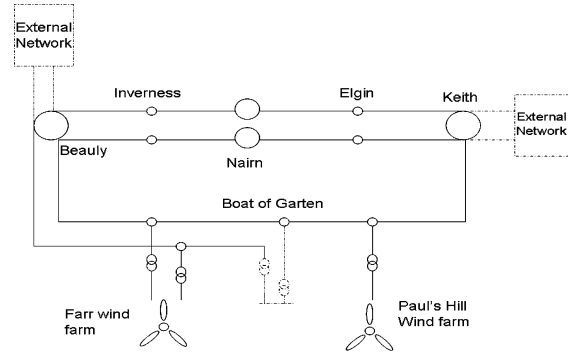 External
Network
Inverness
Elgin
Keith
External
Network
Beauly
Nairn
Boat of Garten
Farr wind
farm
Paul's Hill
Wind farm